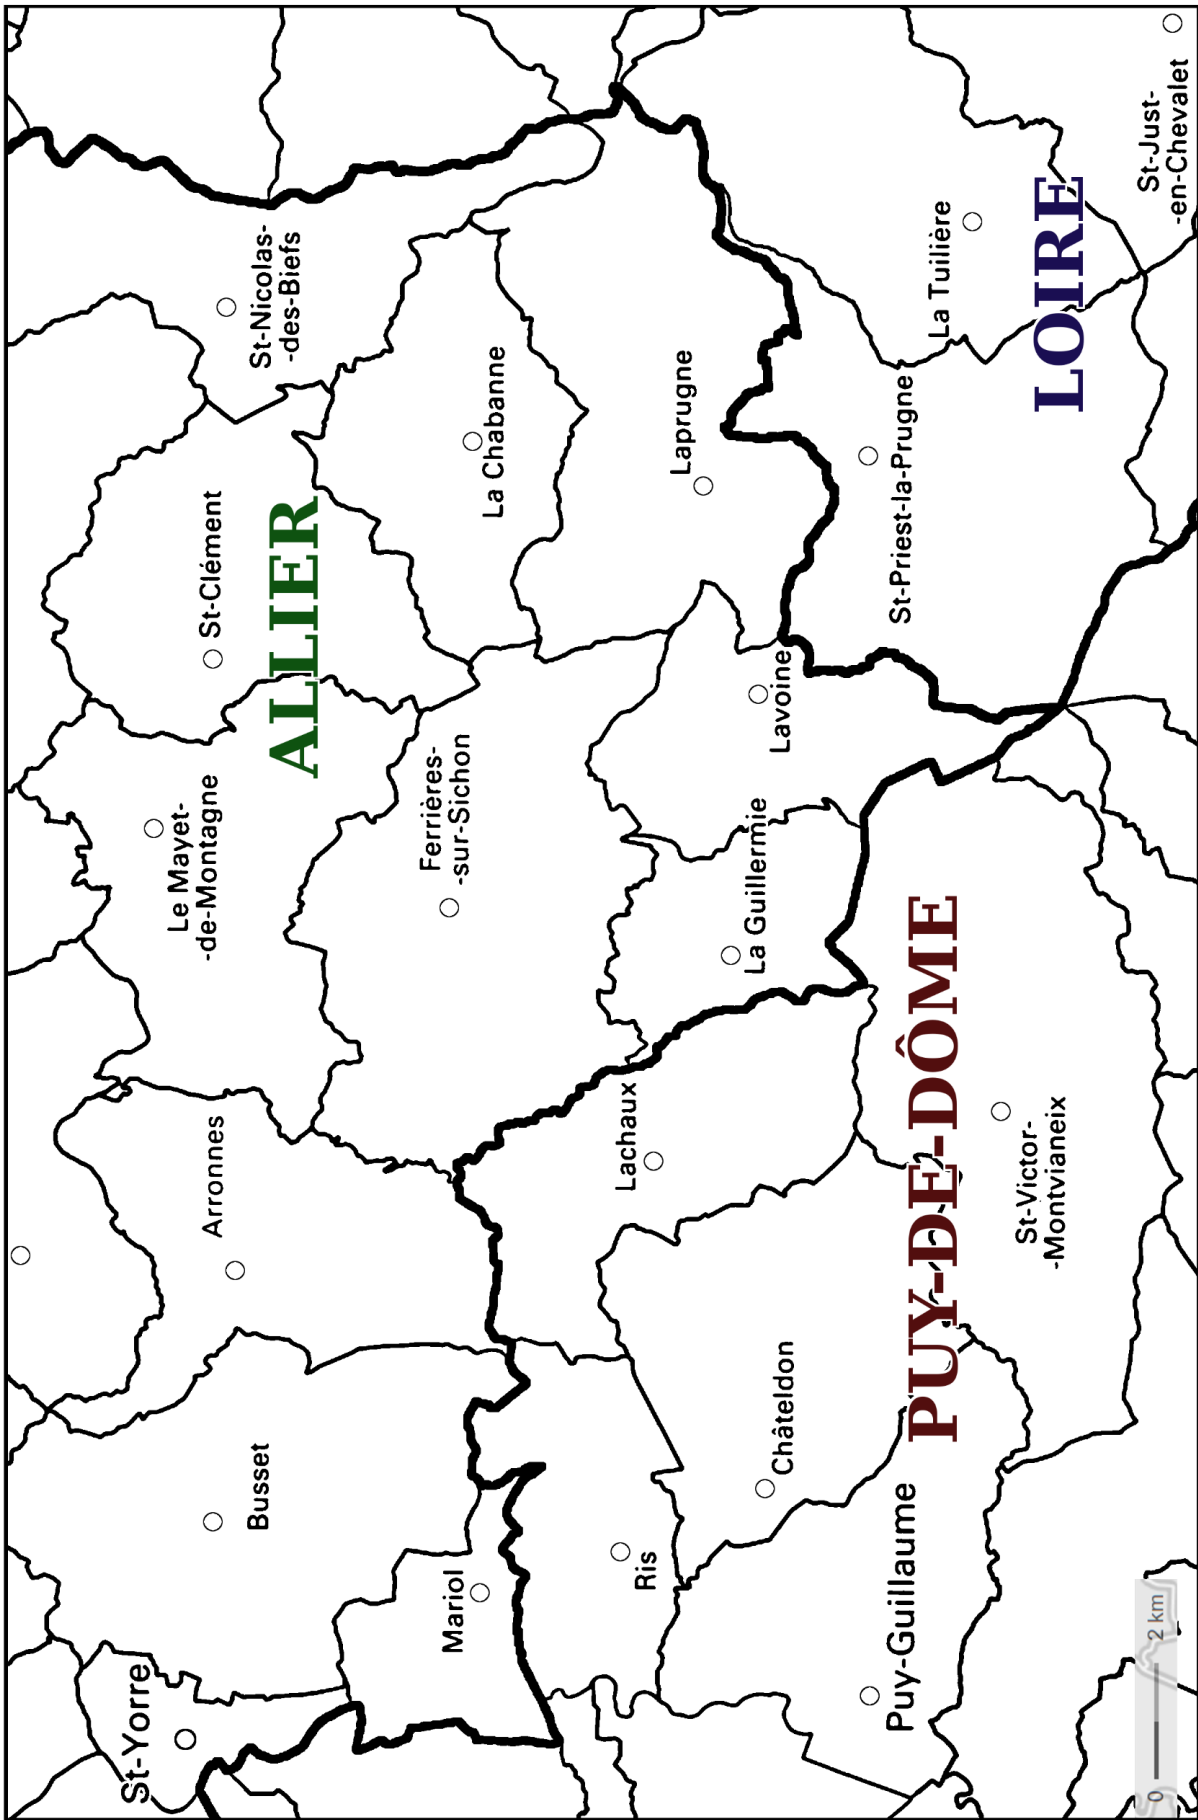 St-Yorre
Le Mayet-
-de-Montagne
St-Clément
Arronnes
Busset
St-Nicolas-
-des-Biefs
ALLIER
Ferrières-
-sur-Sichon
Mariol
La Chabanne
Lachaux
Ris
Laprugne
La Guillermie
Lavoine
Châteldon
Puy-Guillaume
St-Priest-la-Prugne
PUY-DE-DÔME
La Tuilière
St-Victor-
-Montvianeix
LOIRE
St-Just-
-en-Chevalet
0 2 km